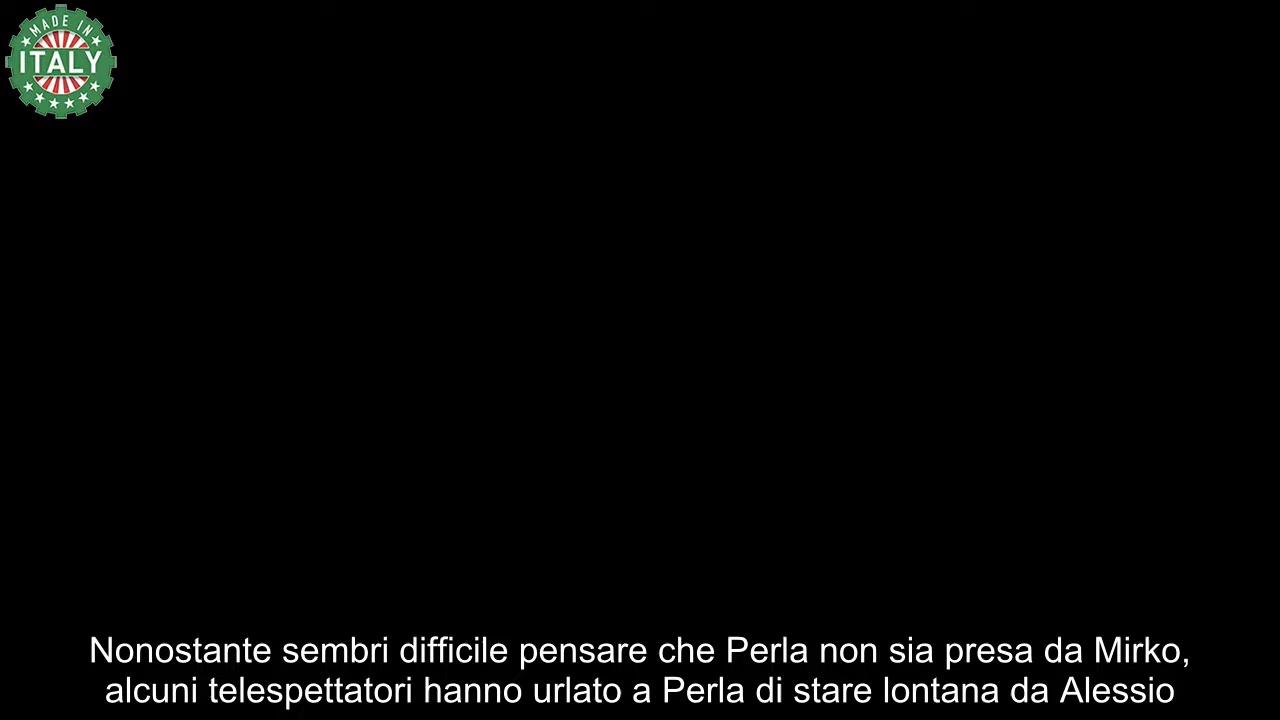 MADE IN
ITALY
Nonostante sembri difficile pensare che Perla non sia presa da Mirko,
alcuni telespettatori hanno urlato a Perla di stare lontana da Alessio